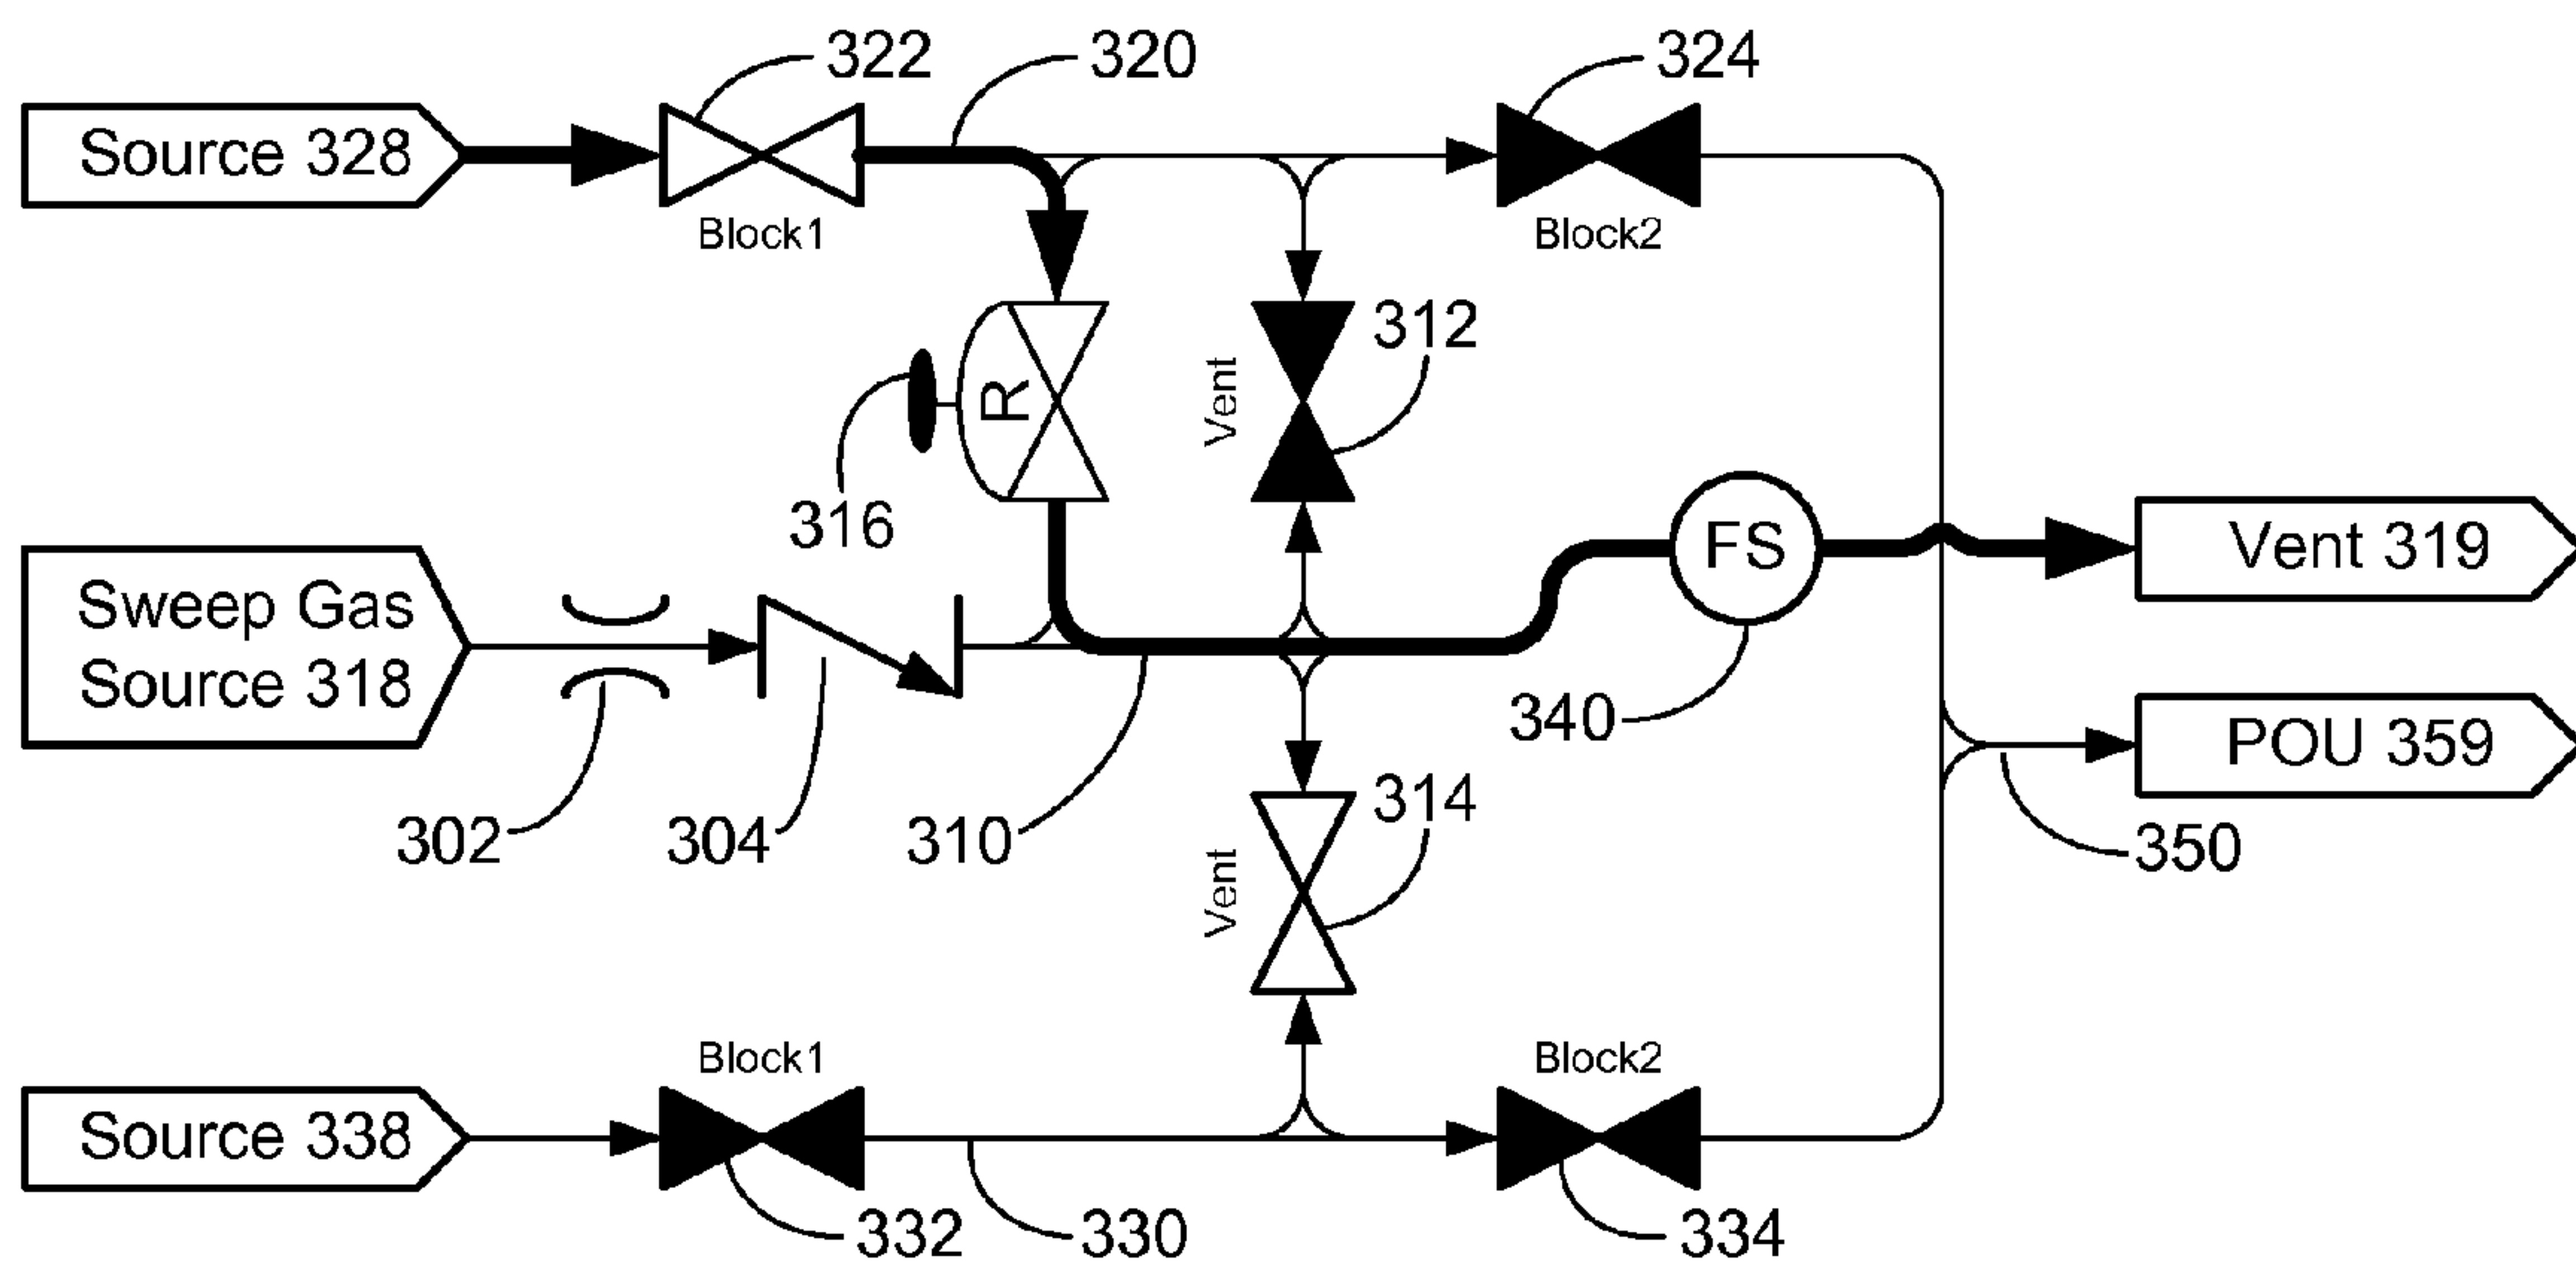 322
320
324
Source 328
Block1
Block2
312
R
Vent
316
FS
Vent 319
Sweep Gas
Source 318
340
POU 359
302
304
310
314
350
Vent
Block1
Block2
Source 338
332
330
334